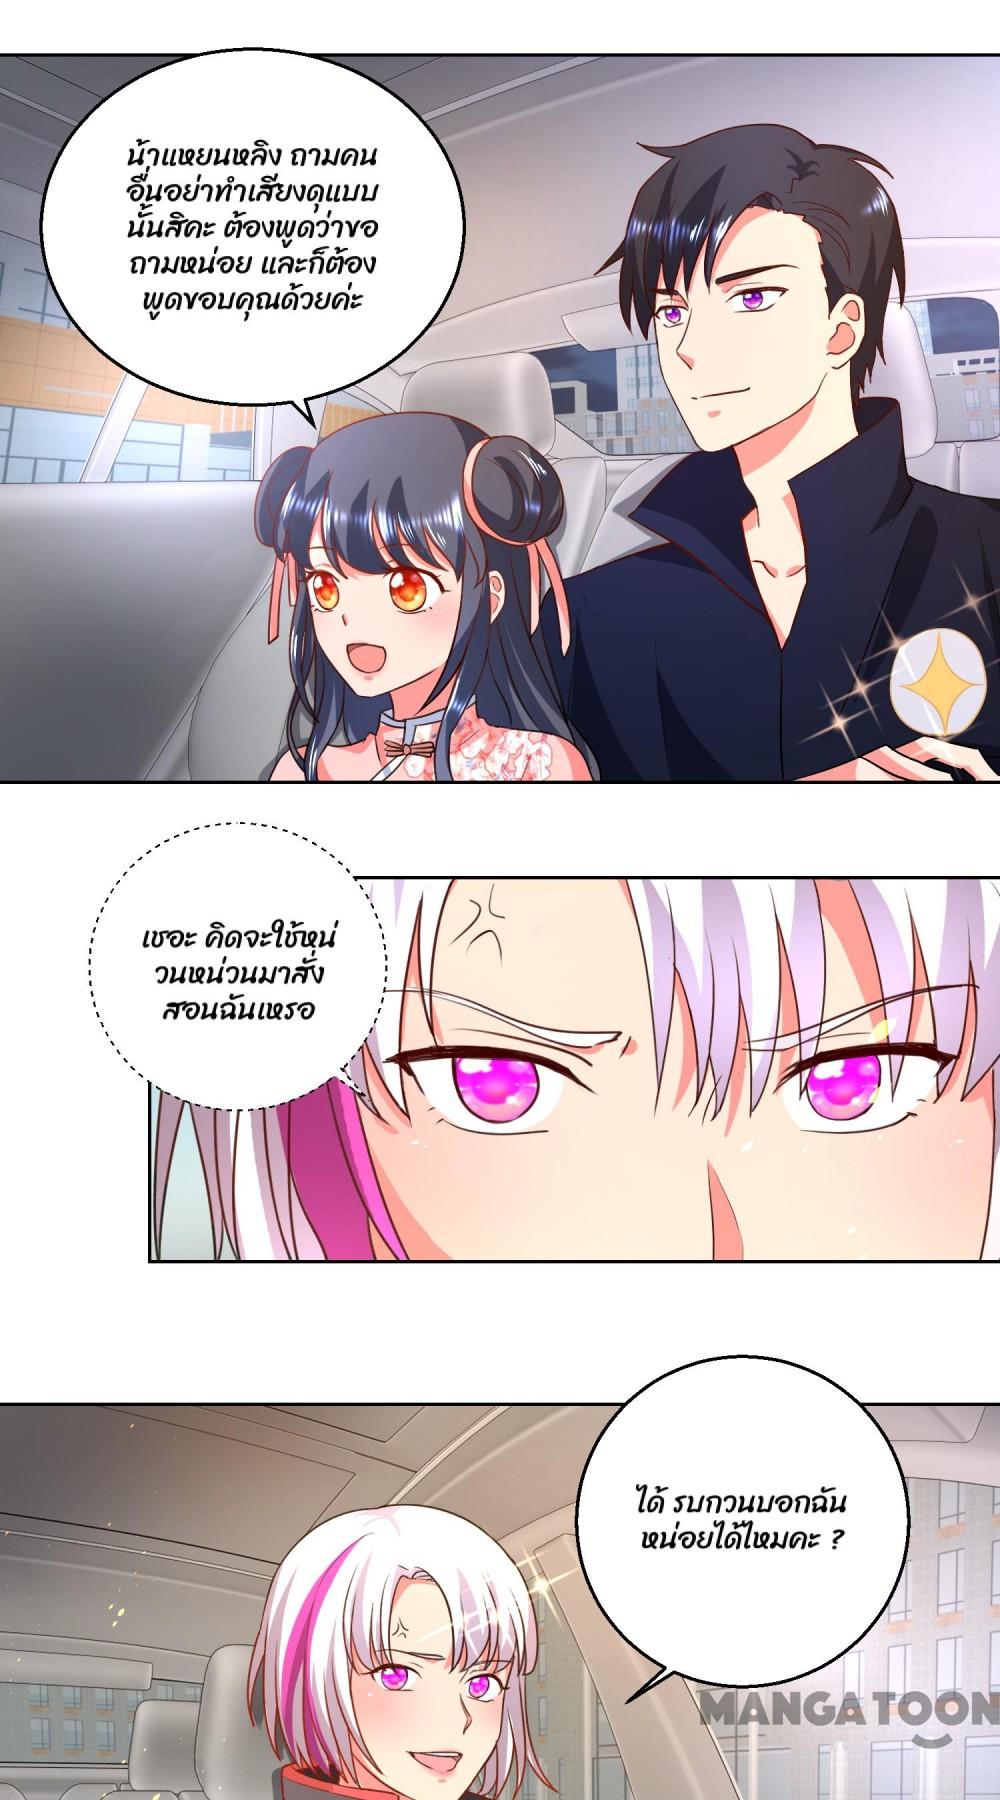 น้าแหยนหลิง ถามคน
อื่นอย่าทำเสียงดุแบบ
นั้นสิคะ ต้องพูดว่าขอ
ถามหน่อย และก็ต้อง
พูดขอบคุณด้วยค่ะ
เชอะ คิดจะใช้หน่
วนหน่วนมาสั่ง
สอนฉันเหรอ
ได้ รบกวนบอกฉัน
หน่อยได้ไหมคะ ?
MANGATOON